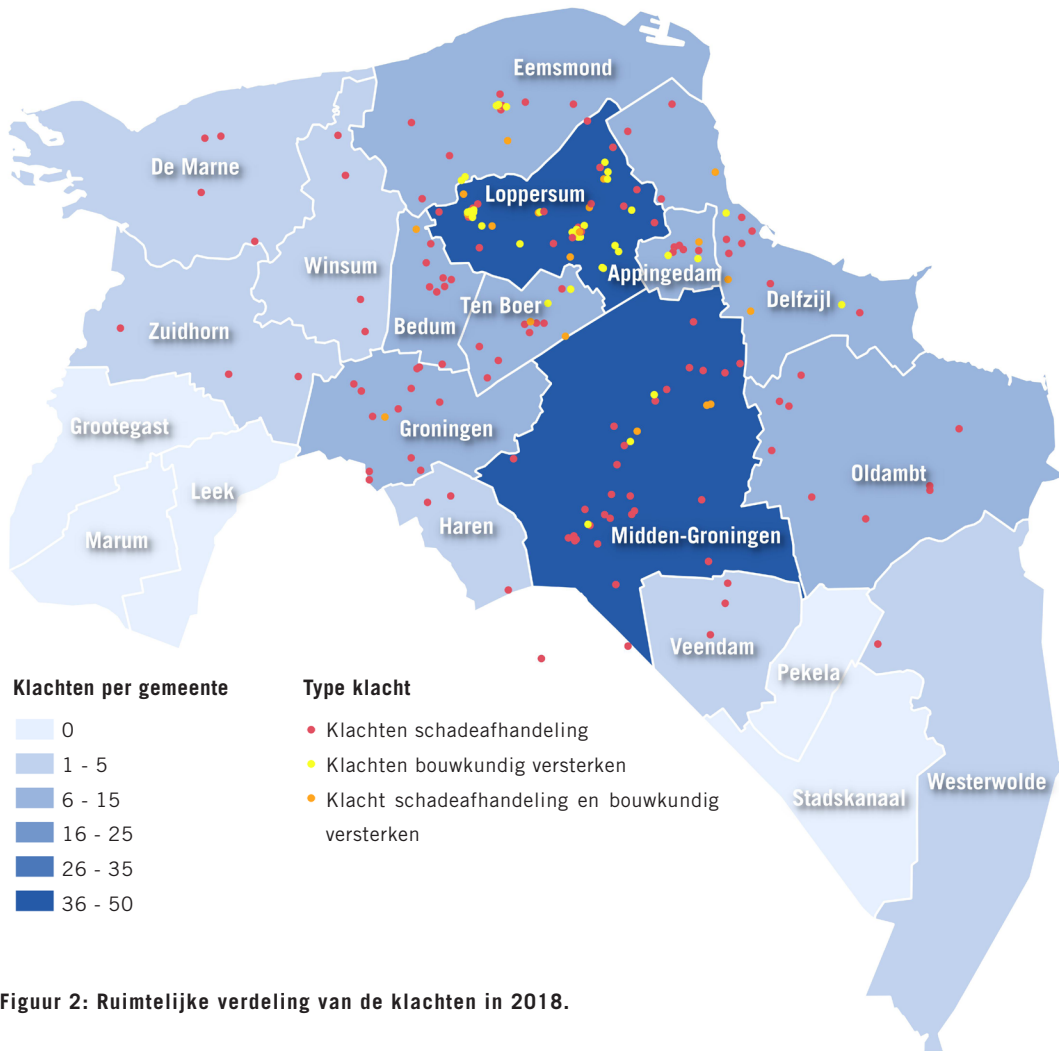 Eemsmond
De Marne
Loppersum
Winsum
Appingedam
Ten Boer
Delfzijl
Zuidhorn
Bedum
Grootegast
Groningen
Leek
Oldambt
Marum
Haren
Midden-Groningen
Veendam
Pekela
Westerwolde
Stadskanaal
Klachten per gemeente
0
1 - 5
6 - 15
16 - 25
26 - 35
36 - 50
Type klacht
Klachten schadeafhandeling
Klachten bouwkundig versterken
Klacht schadeafhandeling en bouwkundig
versterken
Figuur 2: Ruimtelijke verdeling van de klachten in 2018.